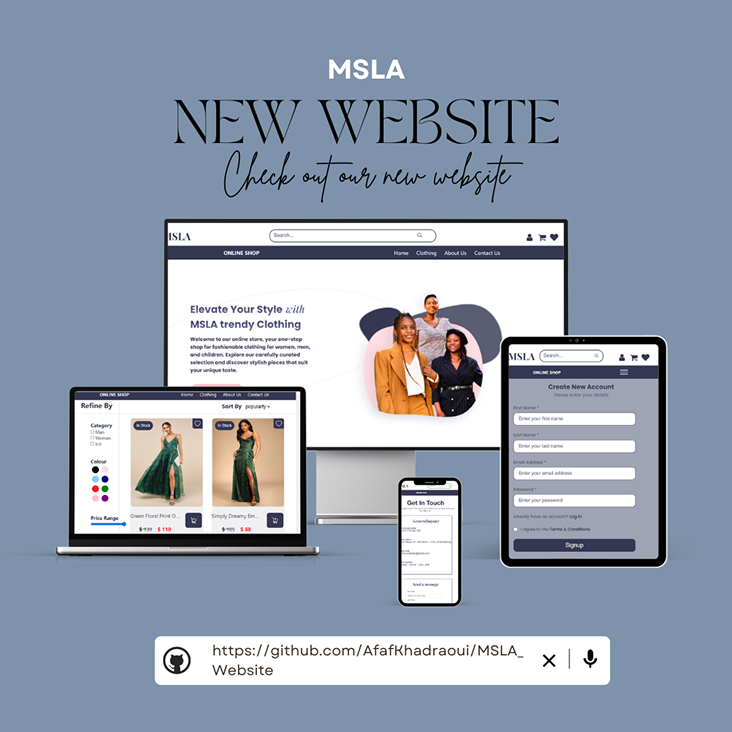 MSLA
NEW WEBSITE
Check out our new website
MSLA
Search...
ONLINE SHOP
Home Clothing About Us Contact Us
Elevate Your Style with
MSLA trendy Clothing
Welcome to our online store, your one-stop
shop for fashionable clothing for women, men,
and children. Explore our carefully curated
selection and discover stylish pieces that suit
your unique taste.
ONLINE SHOP
Home Clothing About Us Contact Us
Refine By
Sort By popularity
Category
Man
Woman
Kid
Colour
Price Range
In Stock
In Stock
Green Floral Print O...
Simply Dreamy Em...
$ 110
$ 88
MSLA
Search...
ONLINE SHOP
Create New Account
Please enter your details
First Name *
Enter your first name
Last Name *
Enter your last name
Email Address *
Enter your email address
Password *
Enter your password
Already have an account? Log in
I agree to the Terms & Conditions
Signup
Get In Touch
General Inquiry
Send a message
https://github.com/AfafKhadraoui/MSLA_
Website